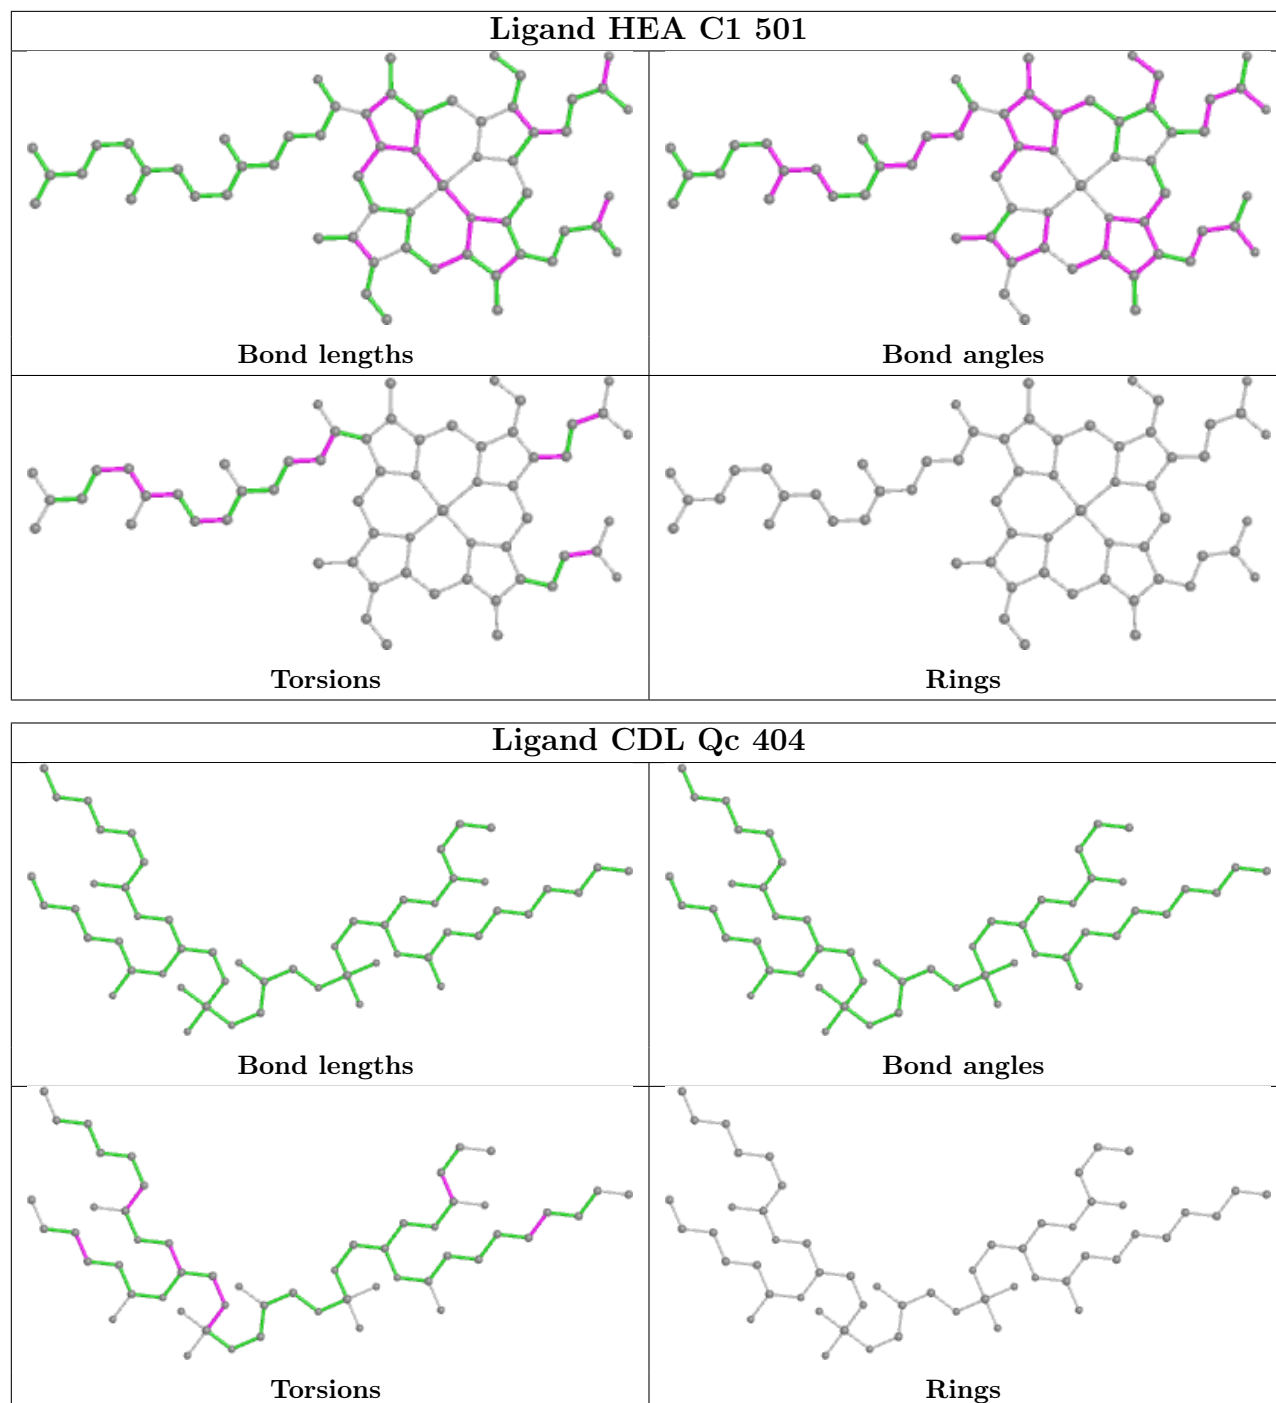 Ligand HEA C1 501
Bond lengths
Bond angles
Torsions
Rings
Ligand CDL Qc 404
Bond lengths
Bond angles
Torsions
Rings